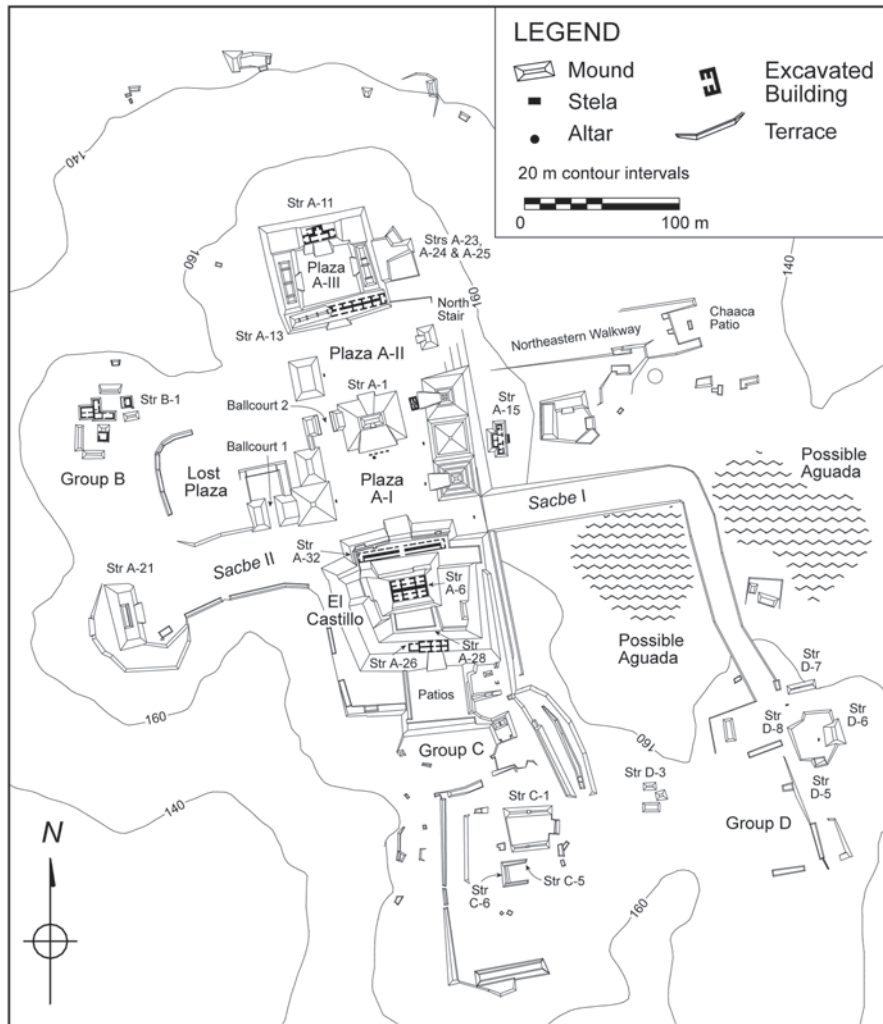 LEGEND
Mound
Stela
Altar
Excavated
Building
Terrace
20 m contour intervals
0
100 m
140
160
Str A-11
Plaza
A-III
Strs A-23,
A-24 & A-25
160
North
Stair
140
Chaaca
Patio
Northeastern Walkway
Str A-13
Plaza A-II
Str A-1
Str
A-15
Ballcourt 2
Str B-1
Ballcourt 1
Group B
Lost
Plaza
Plaza
A-I
Possible
Aguada
Sacbe I
Str
A-32
Sacbe II
Str A-21
Str
A-6
El
Castillo
Possible
Aguada
Str A-26
Str
A-28
Str
D-7
Patios
Str
D-8
Str
D-6
160
Group C
160
Str D-3
Str
D-5
140
Str C-1
Group D
N
Str C-5
Str
C-6
160